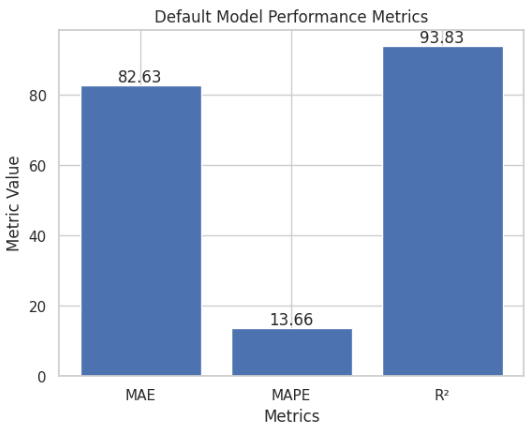 Default Model Performance Metrics
93.83
82.63
80
60
Metric Value
40
20
13.66
0
MAE
MAPE
R²
Metrics